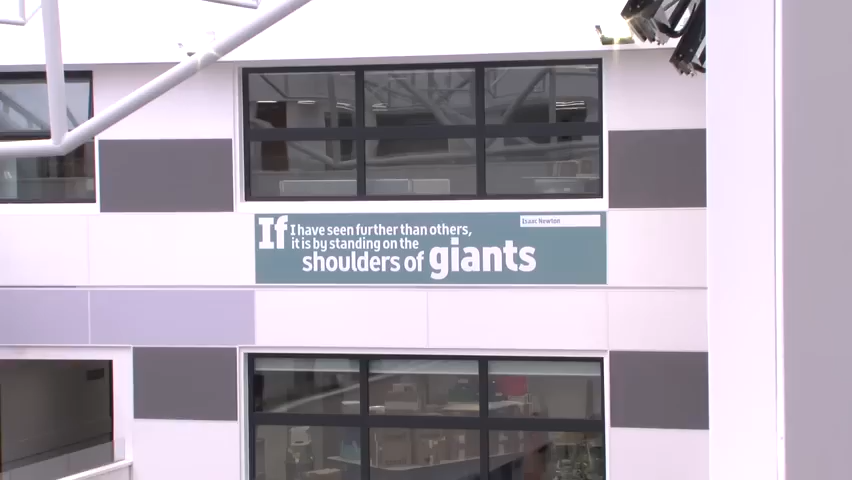 If I have seen further than others,
it is by standing on the
shoulders of giants
Isaac Newton